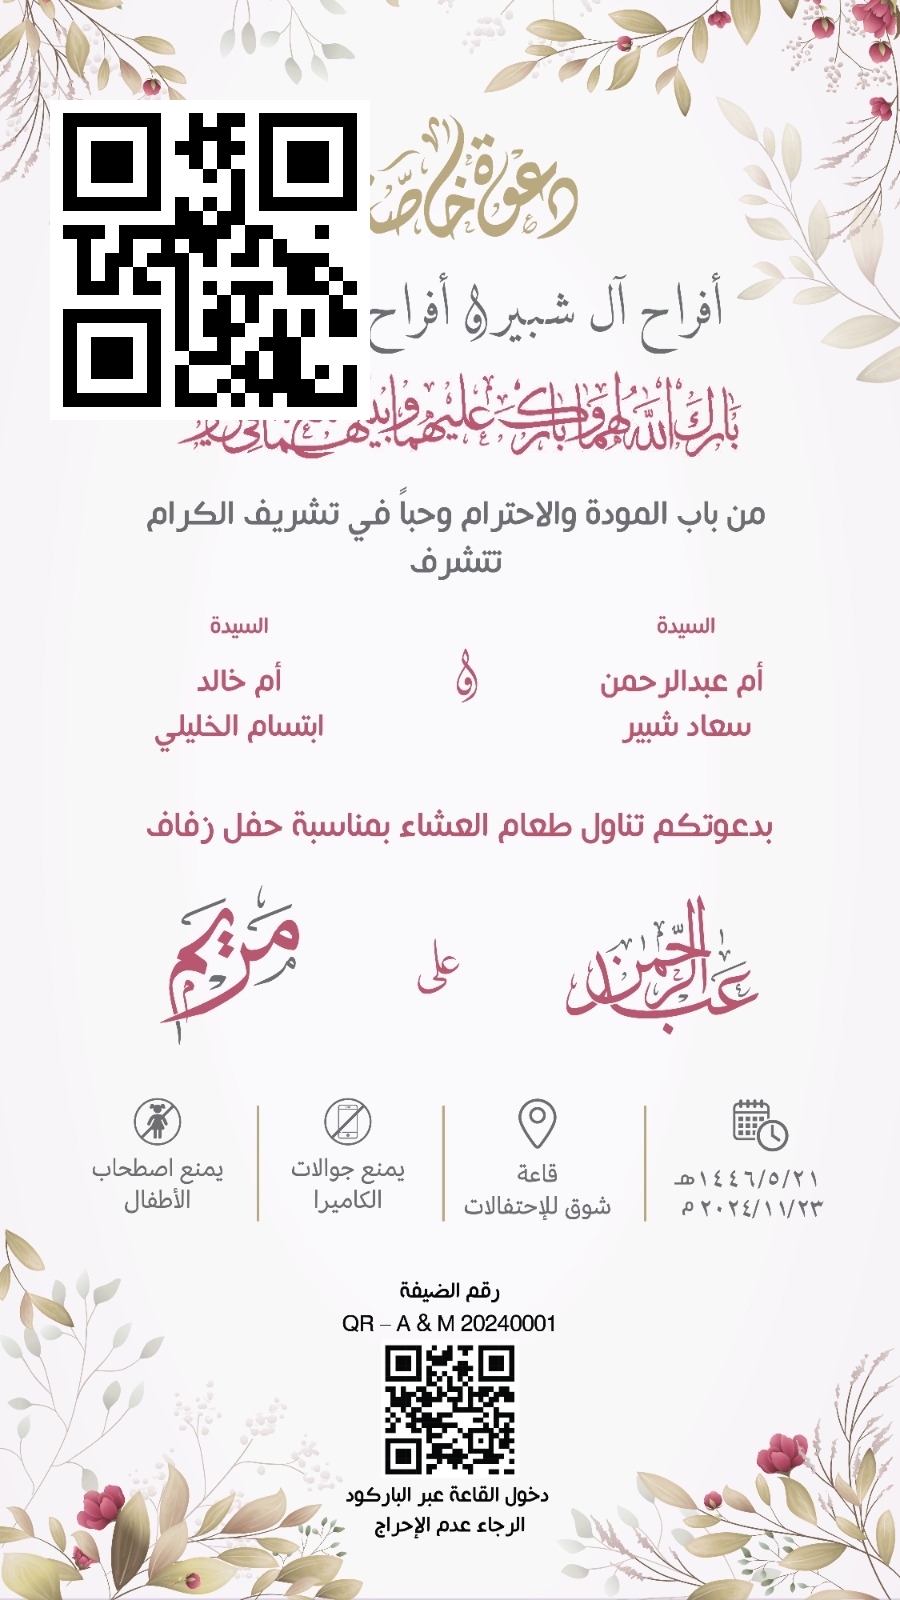 دعوة
أفراح آل شبير و أفراح
بارك الله لهم وبارك عليهما
من باب المودة والاحترام وحباً في تشريف الكرام
تتشرف
السيدة
أم عبدالرحمن
سعاد شبير
و
السيدة
أم خالد
ابتسام الخليلي
بدعوتكم تناول طعام العشاء بمناسبة حفل زفاف
عبدالرحمن
على
مريم
١٤٤٦/٥/٢١هـ
٢٠٢٤/١١/٢٣م
قاعة
شوق للإحتفالات
يمنع جوالات
الكاميرا
يمنع اصطحاب
الأطفال
رقم الضيفة
QR – A & M 20240001
دخول القاعة عبر الباركود
الرجاء عدم الإحراج